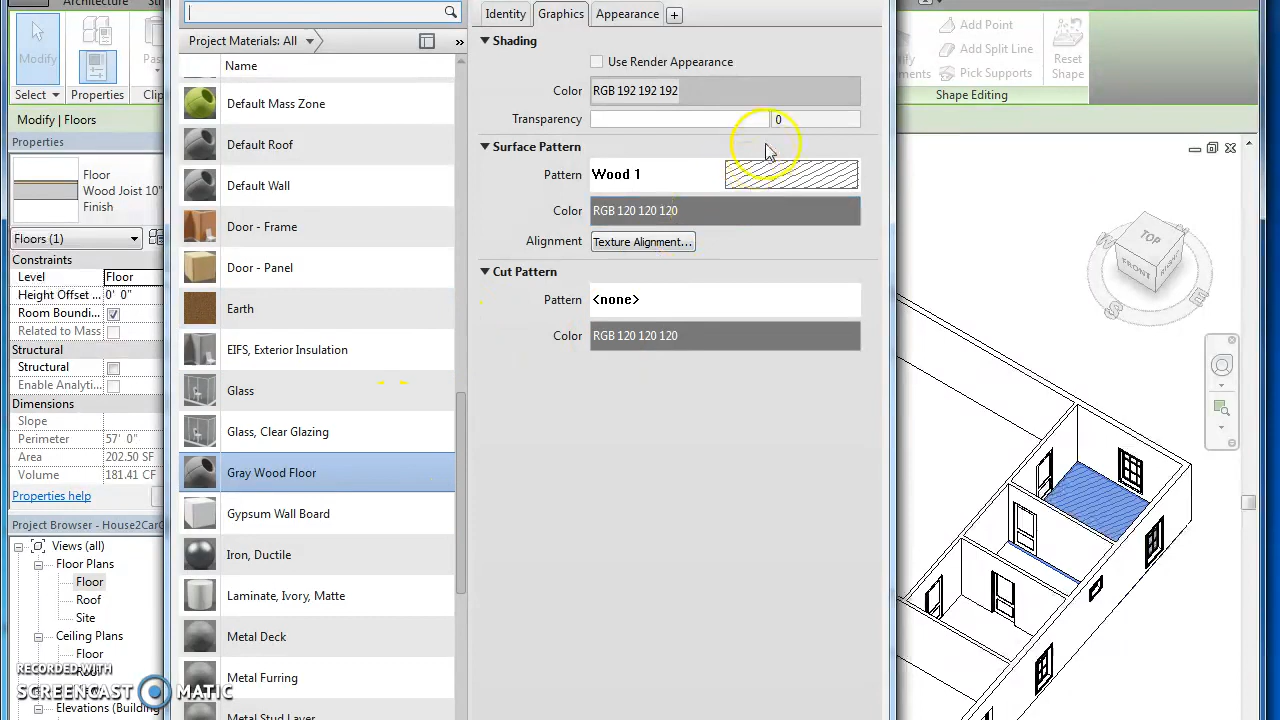 Architecture
Modify
Select
Properties
Clip
Modify | Floors
Properties
Floor
Wood Joist 10"
Finish
Floors (1)
Constraints
Level Floor
Height Offset ... 0' 0"
Room Boundi...
Related to Mass
Structural
Structural
Enable Analyti...
Dimensions
Slope
Perimeter 57' 0"
Area 202.50 SF
Volume 181.41 CF
Properties help
Project Browser - House2CarG
Views (all)
Floor Plans
Floor
Roof
Site
Ceiling Plans
Floor
Elevations (Building
RECORDED WITH
SCREENCAST MATIC
Project Materials: All
»
Name
Default Mass Zone
Default Roof
Default Wall
Door - Frame
Door - Panel
Earth
EIFS, Exterior Insulation
Glass
Glass, Clear Glazing
Gray Wood Floor
Gypsum Wall Board
Iron, Ductile
Laminate, Ivory, Matte
Metal Deck
Metal Furring
Metal Stud Layer
Identity Graphics Appearance +
Shading
Use Render Appearance
Color RGB 192 192 192
Transparency 0
Surface Pattern
Pattern Wood 1
Color RGB 120 120 120
Alignment Texture Alignment...
Cut Pattern
Pattern <none>
Color RGB 120 120 120
Add Point
Add Split Line
Pick Supports
Reset
Shape
Shape Editing
TOP
FRONT